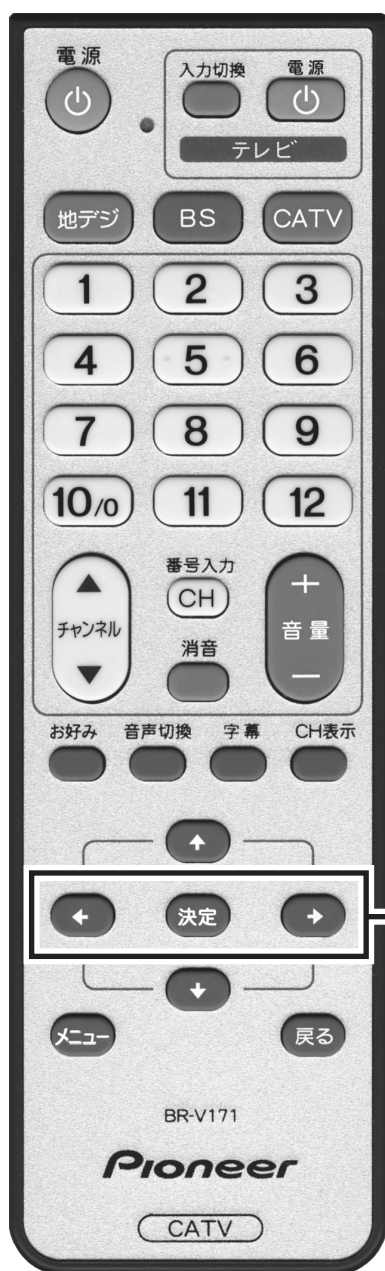 電源
入力切換 電源
テレビ
地デジ BS CATV
1 2 3
4 5 6
7 8 9
10/0 11 12
番号入力
CH
チャンネル
＋
音量
－
消音
お好み 音声切換 字幕 CH表示
決定
メニュー 戻る
BR-V171
Pioneer
CATV